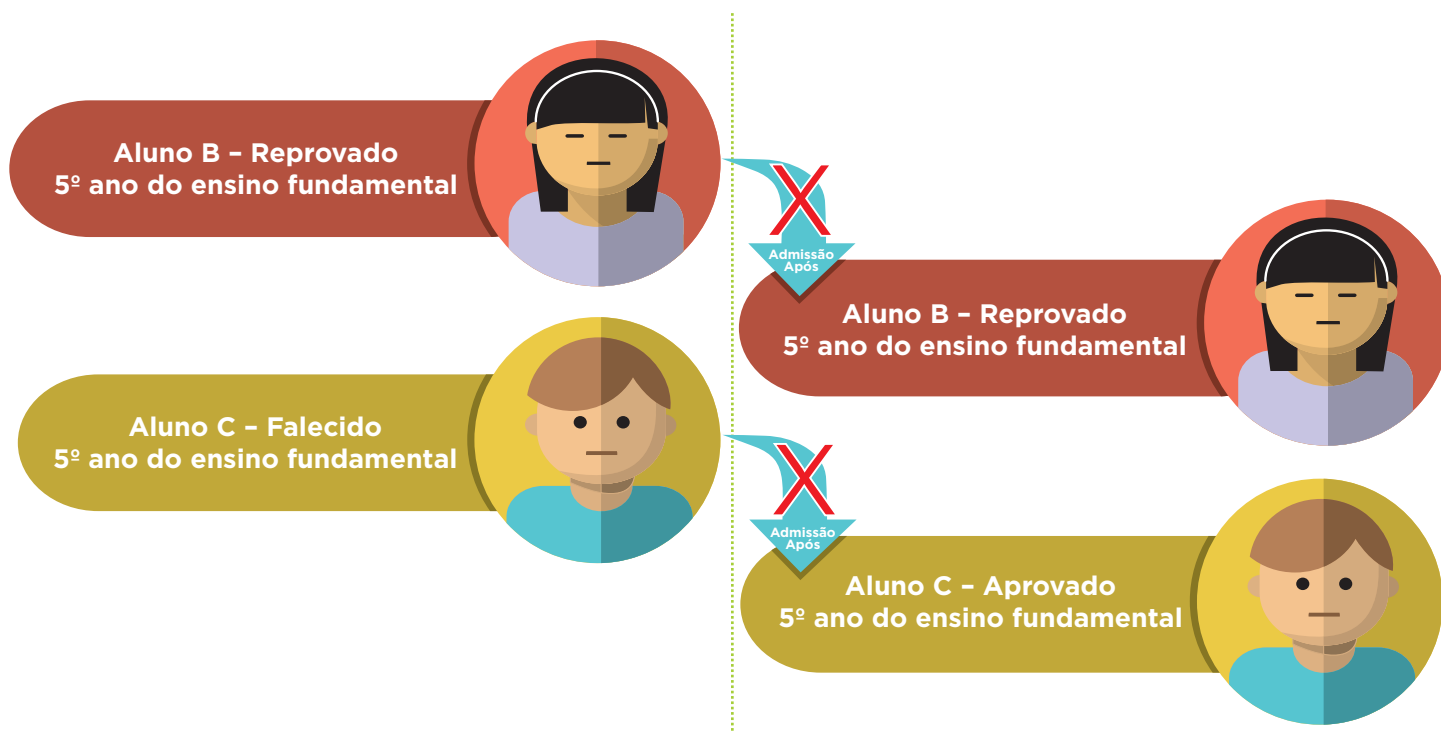 Aluno B – Reprovado
5º ano do ensino fundamental
Admissão
Após
Aluno B – Reprovado
5º ano do ensino fundamental
Aluno C – Falecido
5º ano do ensino fundamental
Admissão
Após
Aluno C – Aprovado
5º ano do ensino fundamental